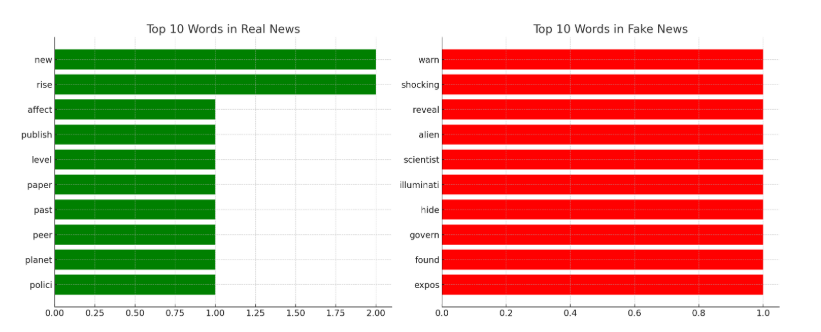 Top 10 Words in Real News
new
rise
affect
publish
level
paper
past
peer
planet
polici
0.00 0.25 0.50 0.75 1.00 1.25 1.50 1.75 2.00
Top 10 Words in Fake News
warn
shocking
reveal
alien
scientist
illuminati
hide
govern
found
expos
0.0 0.2 0.4 0.6 0.8 1.0